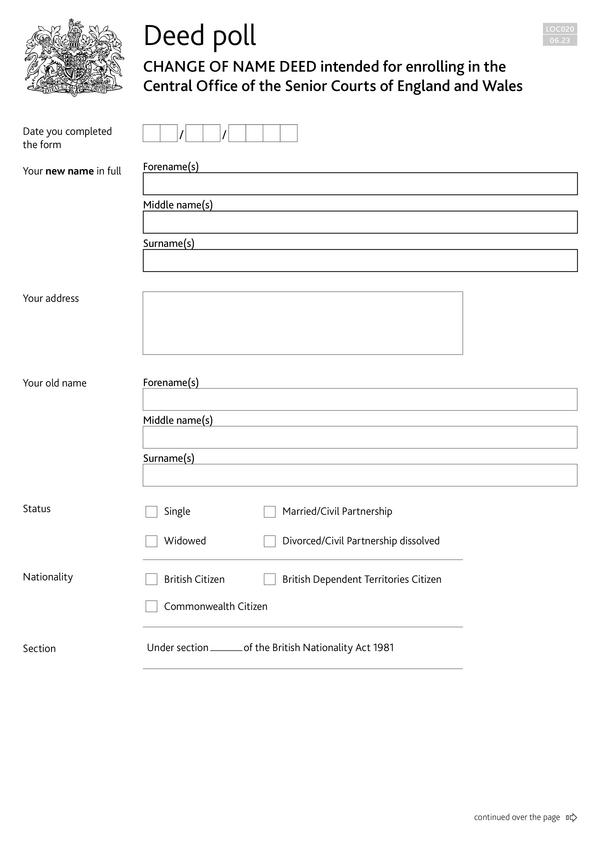 Deed poll
LOC020
06.23
CHANGE OF NAME DEED intended for enrolling in the
Central Office of the Senior Courts of England and Wales
Date you completed
the form
/ /
Your new name in full
Forename(s)
Middle name(s)
Surname(s)
Your address
Your old name
Forename(s)
Middle name(s)
Surname(s)
Status
Single
Married/Civil Partnership
Widowed
Divorced/Civil Partnership dissolved
Nationality
British Citizen
British Dependent Territories Citizen
Commonwealth Citizen
Section
Under section_____of the British Nationality Act 1981
continued over the page